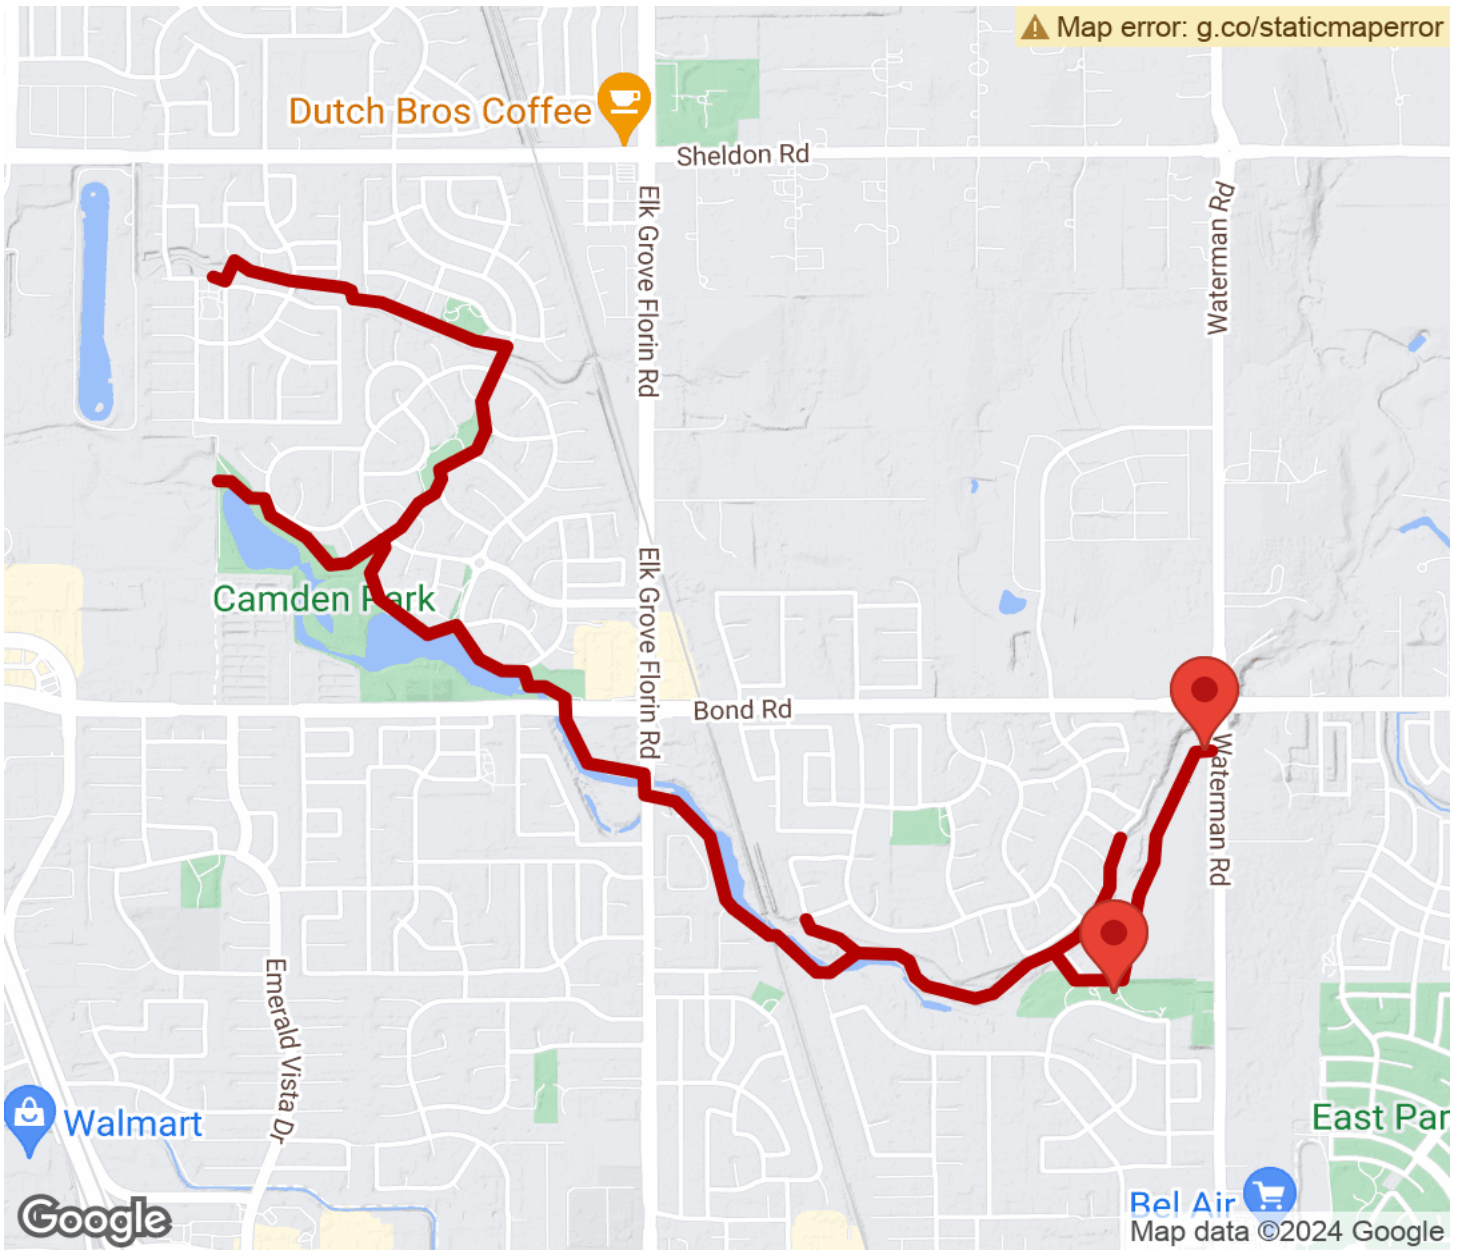 Map error: g.co/staticmaperror
Dutch Bros Coffee
Sheldon Rd
Elk Grove Florin Rd
Waterman Rd
Elk Grove Florin Rd
Camden Park
Bond Rd
Waterman Rd
Emerald Vista Dr
Walmart
East Par
Bel Air
Google
Map data ©2024 Google